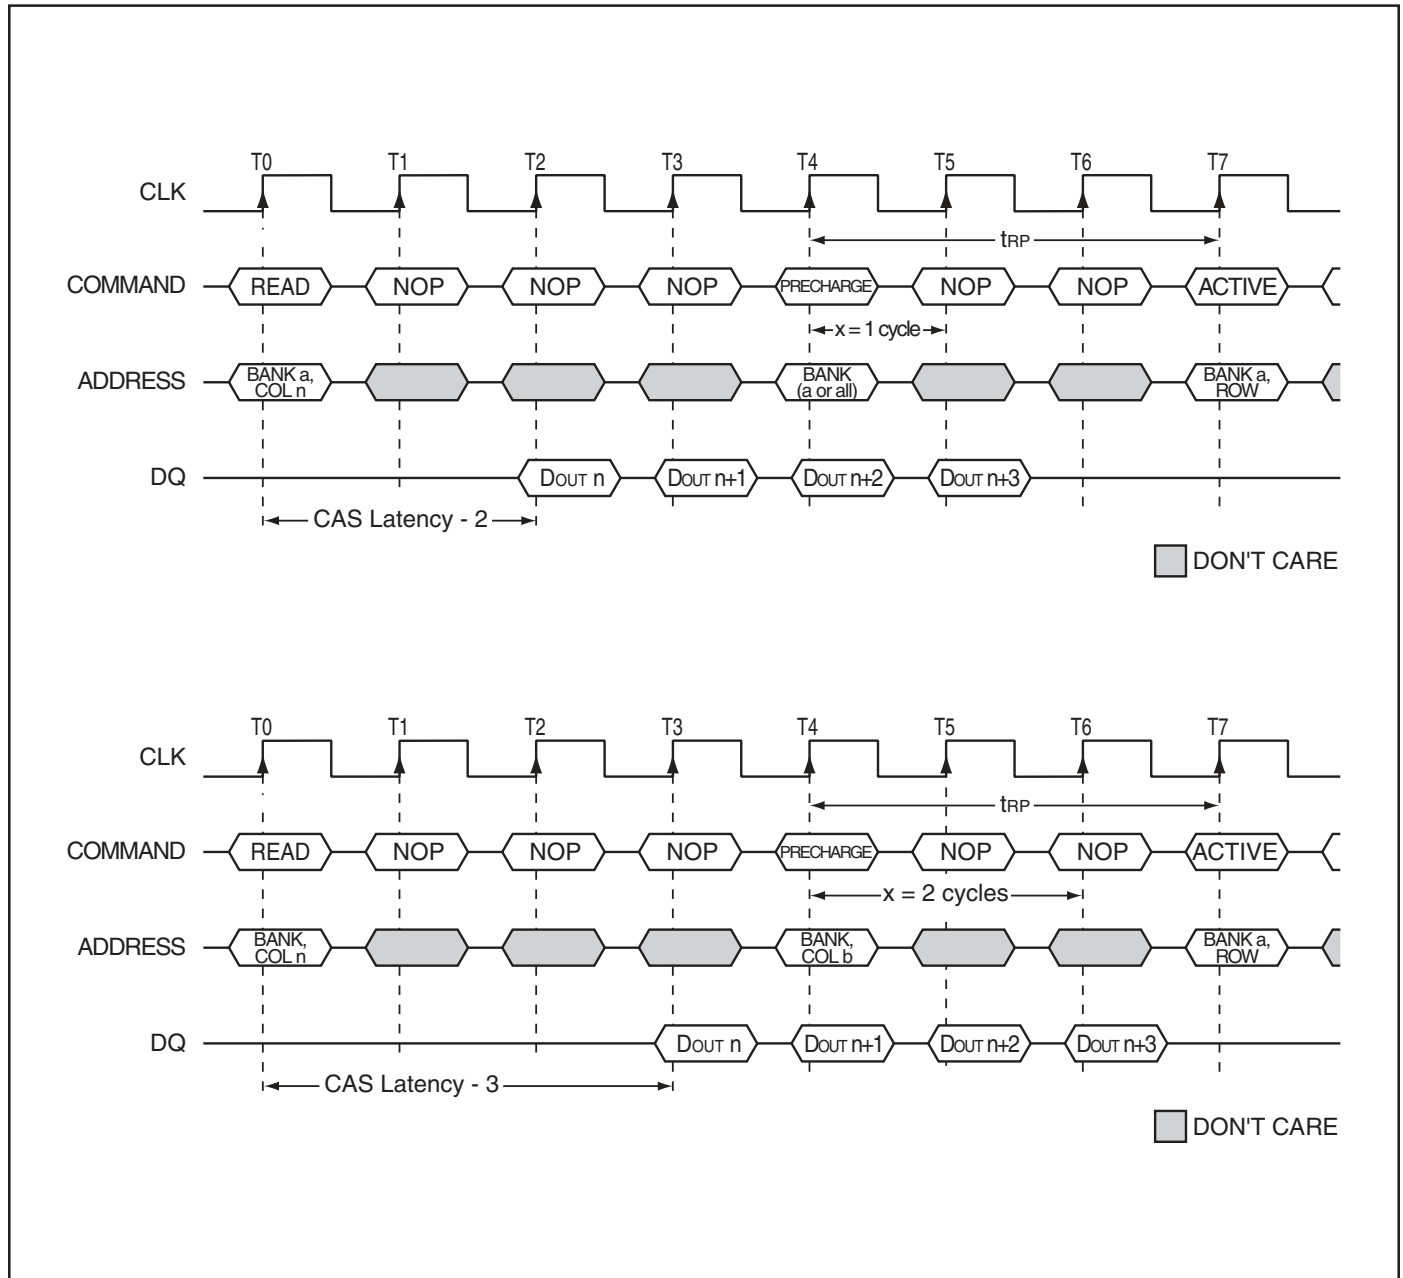 T0 T1 T2 T3 T4 T5 T6 T7
CLK
tRP
COMMAND READ NOP NOP NOP PRECHARGE NOP NOP ACTIVE
x = 1 cycle
ADDRESS BANK a, COL n BANK (a or all) BANK a, ROW
DQ DOUT n DOUT n+1 DOUT n+2 DOUT n+3
CAS Latency - 2
DON'T CARE
T0 T1 T2 T3 T4 T5 T6 T7
CLK
tRP
COMMAND READ NOP NOP NOP PRECHARGE NOP NOP ACTIVE
x = 2 cycles
ADDRESS BANK, COL n BANK, COL b BANK a, ROW
DQ DOUT n DOUT n+1 DOUT n+2 DOUT n+3
CAS Latency - 3
DON'T CARE